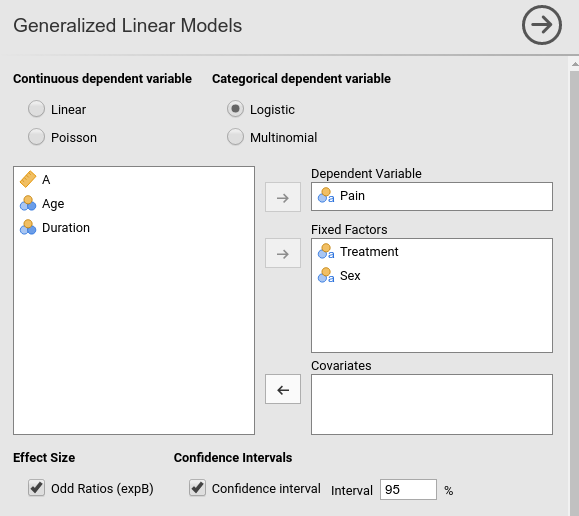 Generalized Linear Models
Continuous dependent variable Categorical dependent variable
Linear Logistic
Poisson Multinomial
A
Age
Duration
Dependent Variable
a Pain
Fixed Factors
a Treatment
a Sex
Covariates
Effect Size Confidence Intervals
Odd Ratios (expB) Confidence interval Interval 95 %